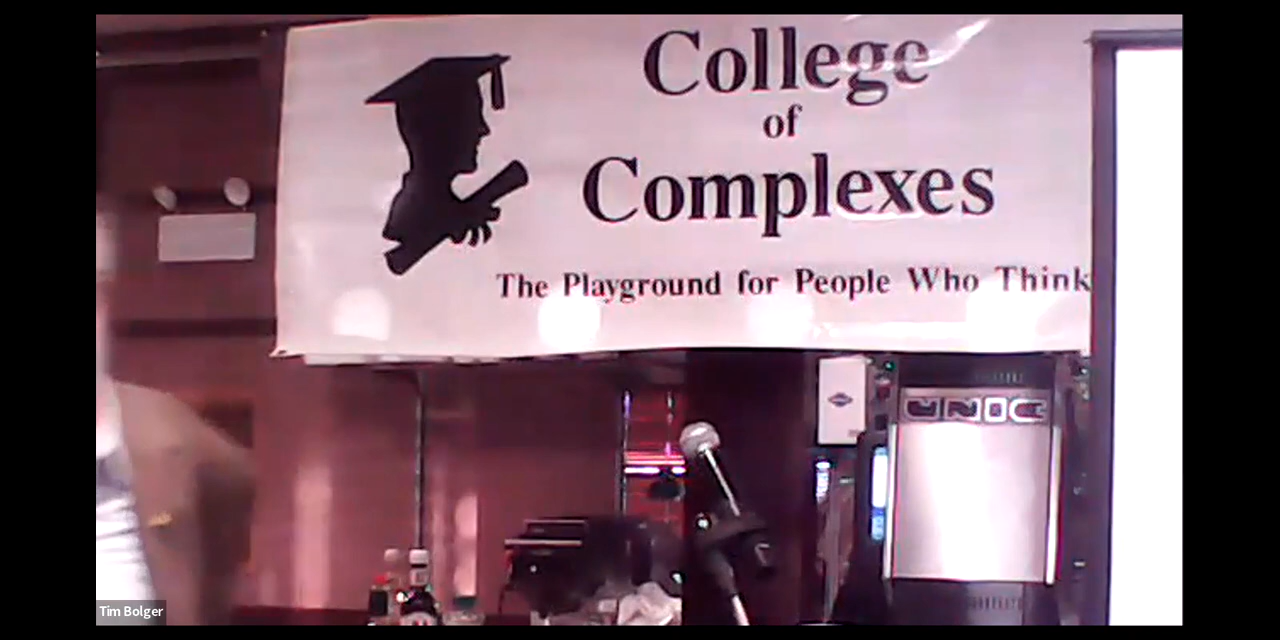 College
of
Complexes
The Playground for People Who Think
UNIC
Tim Bolger